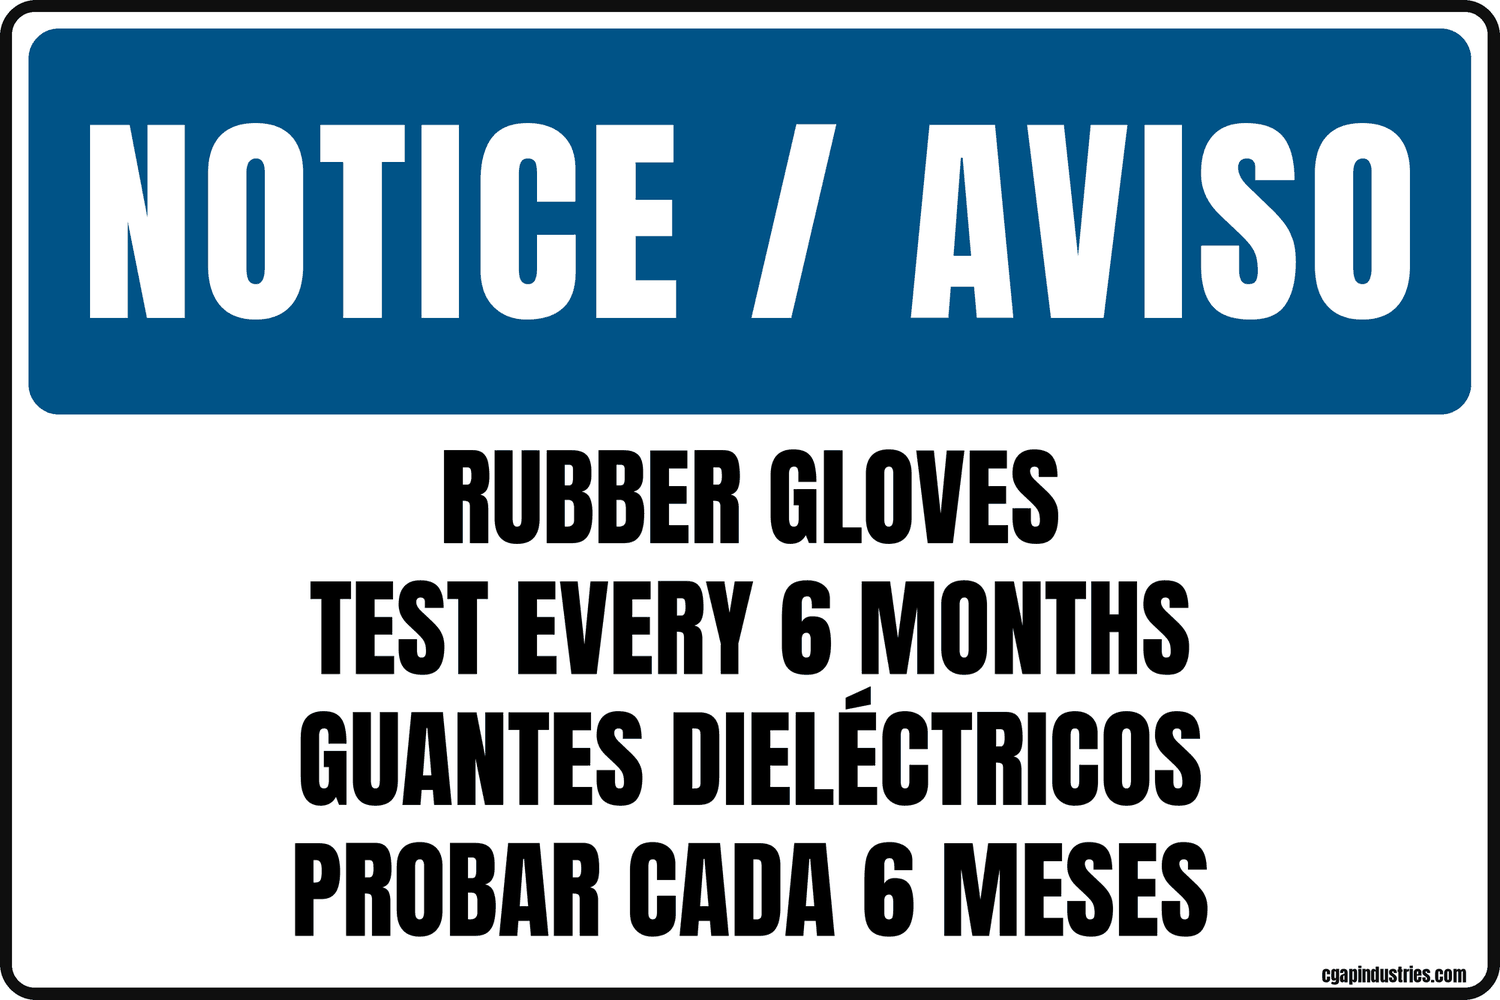 NOTICE / AVISO
RUBBER GLOVES
TEST EVERY 6 MONTHS
GUANTES DIELÉCTRICOS
PROBAR CADA 6 MESES
cgapindustries.com